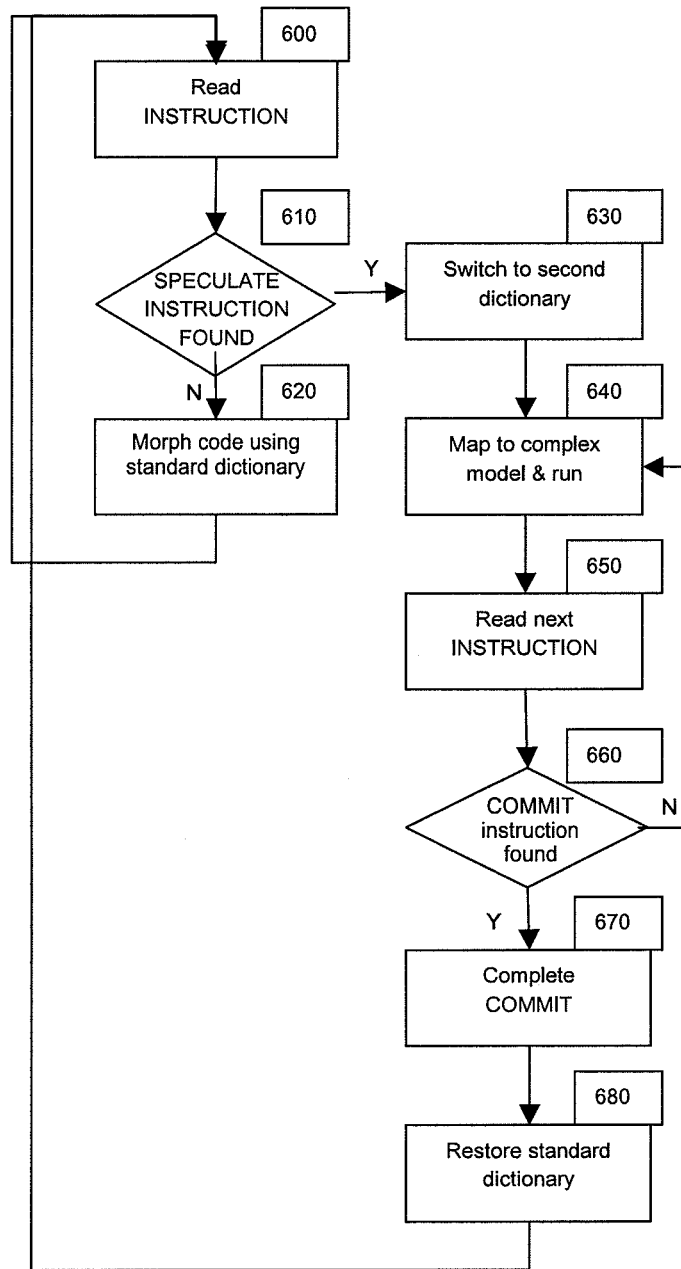 600
Read
INSTRUCTION
610
SPECULATE
INSTRUCTION
FOUND
Y
N
620
Morph code using
standard dictionary
630
Switch to second
dictionary
640
Map to complex
model & run
650
Read next
INSTRUCTION
660
COMMIT
instruction
found
N
Y
670
Complete
COMMIT
680
Restore standard
dictionary